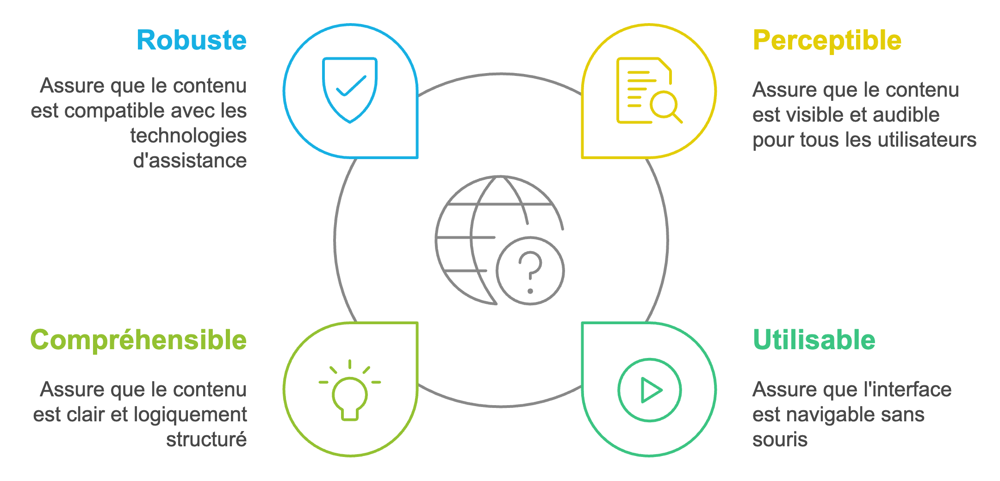 Robuste
Assure que le contenu
est compatible avec les
technologies
d'assistance
Perceptible
Assure que le contenu
est visible et audible
pour tous les utilisateurs
?
Compréhensible
Assure que le contenu
est clair et logiquement
structuré
Utilisable
Assure que l'interface
est navigable sans
souris